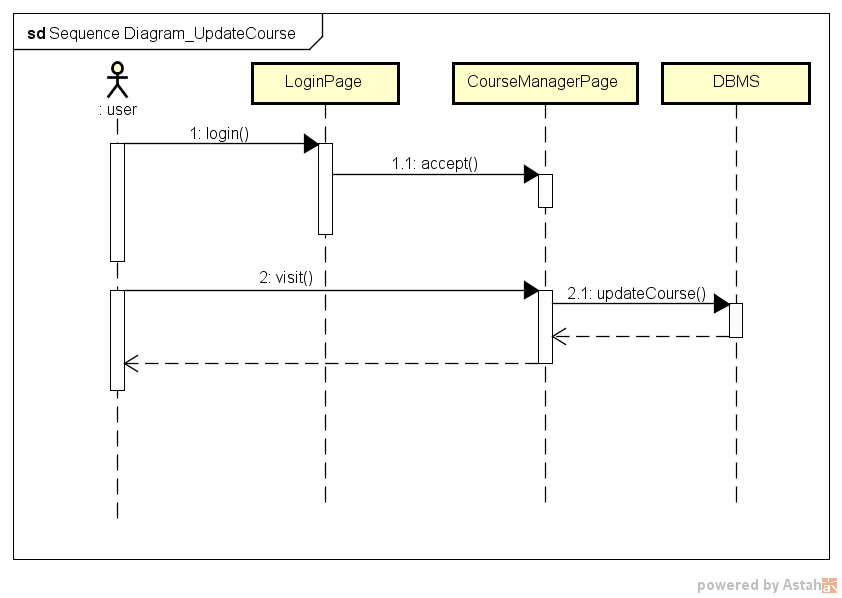 sd Sequence Diagram_UpdateCourse
: user
LoginPage
CourseManagerPage
DBMS
1: login()
1.1: accept()
2: visit()
2.1: updateCourse()
powered by Astah